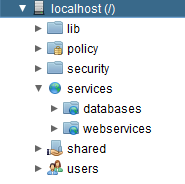 localhost (/)
lib
policy
security
services
databases
webservices
shared
users